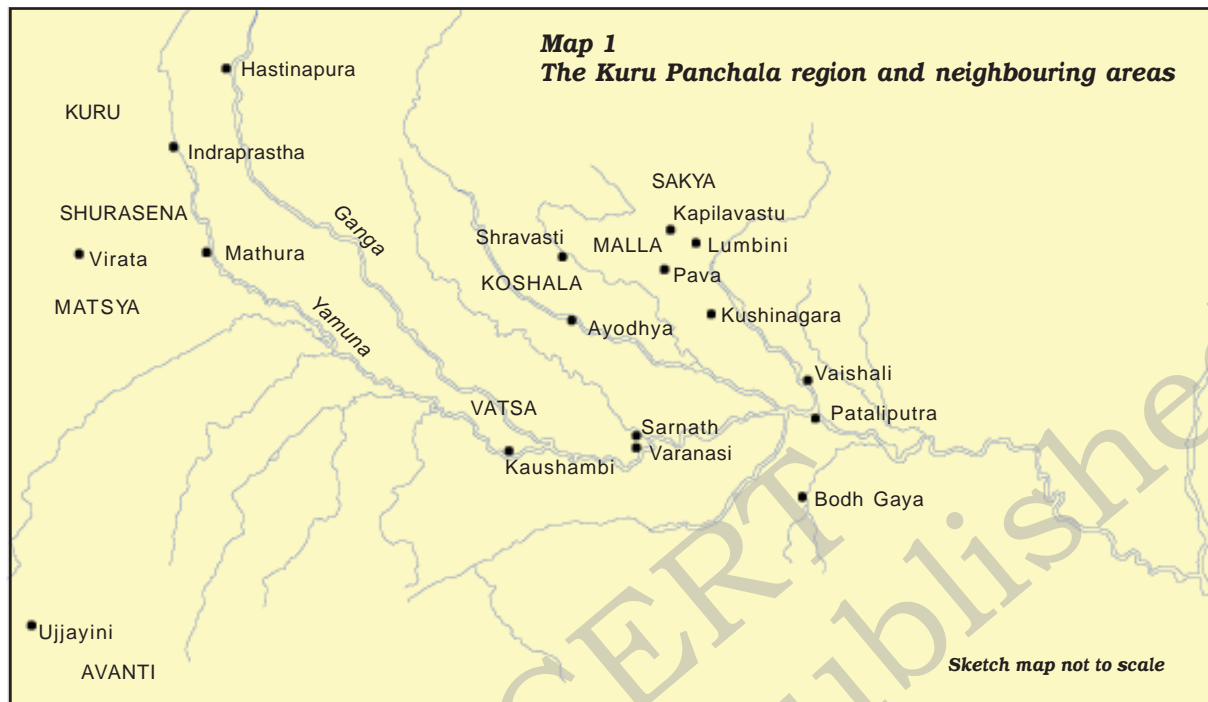 Map 1
The Kuru Panchala region and neighbouring areas
Hastinapura
KURU
Indraprastha
SAKYA
Kapilavastu
SHURASENA
Ganga
Shravasti
MALLA
Lumbini
Virata
Mathura
Pava
KOSHALA
MATSYA
Yamuna
Ayodhya
Kushinagara
Vaishali
VATSA
Pataliputra
Sarnath
Kaushambi
Varanasi
Bodh Gaya
Ujjayini
AVANTI
Sketch map not to scale
CERT
ublishe